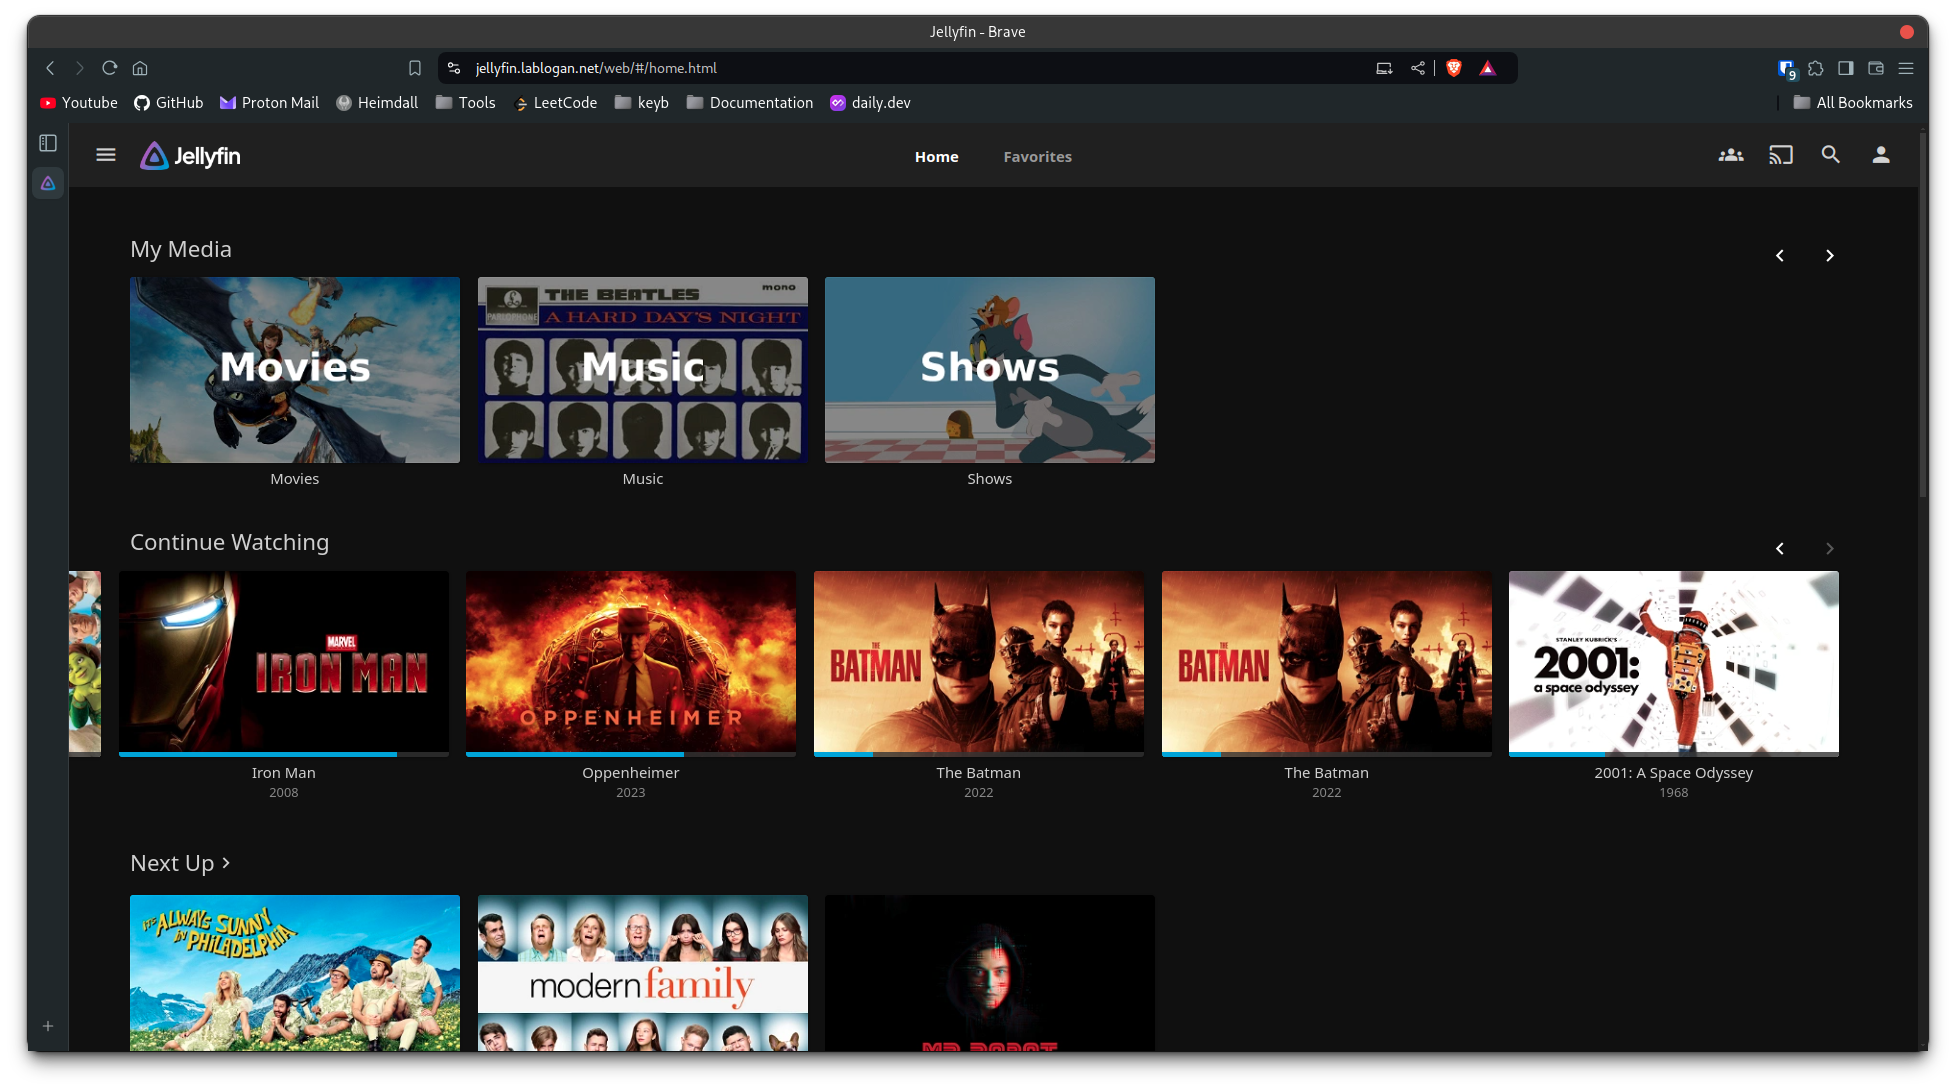 Jellyfin - Brave
jellyfin.lablogan.net/web/#/home.html
9
Youtube
GitHub
Proton Mail
Heimdall
Tools
LeetCode
keyb
Documentation
daily.dev
All Bookmarks
Jellyfin
Home
Favorites
My Media
Movies
mono
PARLOPHONE
THE BEATLES
A HARD DAY'S NIGHT
Music
Shows
Movies
Music
Shows
Continue Watching
MARVEL
IRON MAN
OPPENHEIMER
THE
BATMAN
THE
BATMAN
STANLEY KUBRICK'S
2001:
a space odyssey
Iron Man
2008
Oppenheimer
2023
The Batman
2022
The Batman
2022
2001: A Space Odyssey
1968
Next Up
IT'S ALWAYS SUNNY
IN PHILADELPHIA
modern family
MR. ROBOT